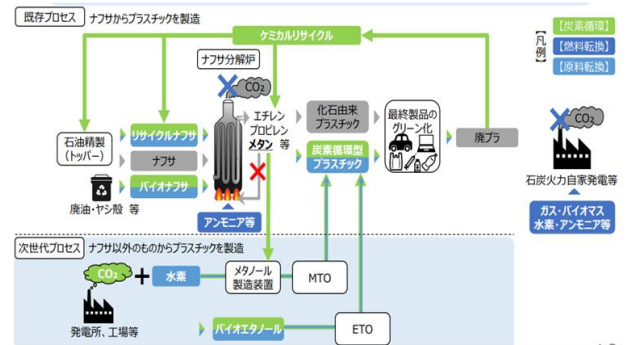 既存プロセス ナフサからプラスチックを製造
ケミカルリサイクル
【凡例】
【炭素循環】
【燃料転換】
【原料転換】
ナフサ分解炉
CO₂
石油精製
(トッパー)
リサイクルナフサ
ナフサ
バイオナフサ
廃油・ヤシ殻 等
アンモニア等
エチレン
プロピレン
メタン 等
化石由来
プラスチック
炭素循環型
プラスチック
最終製品の
グリーン化
廃プラ
CO₂
石炭火力自家発電等
ガス・バイオマス
水素・アンモニア等
次世代プロセス ナフサ以外のものからプラスチックを製造
CO₂
+
水素
メタノール
製造装置
MTO
発電所、工場等
バイオエタノール
ETO